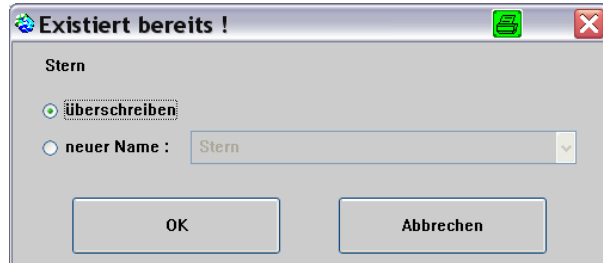 Existiert bereits !
Stern
überschreiben
neuer Name : Stern
OK Abbrechen